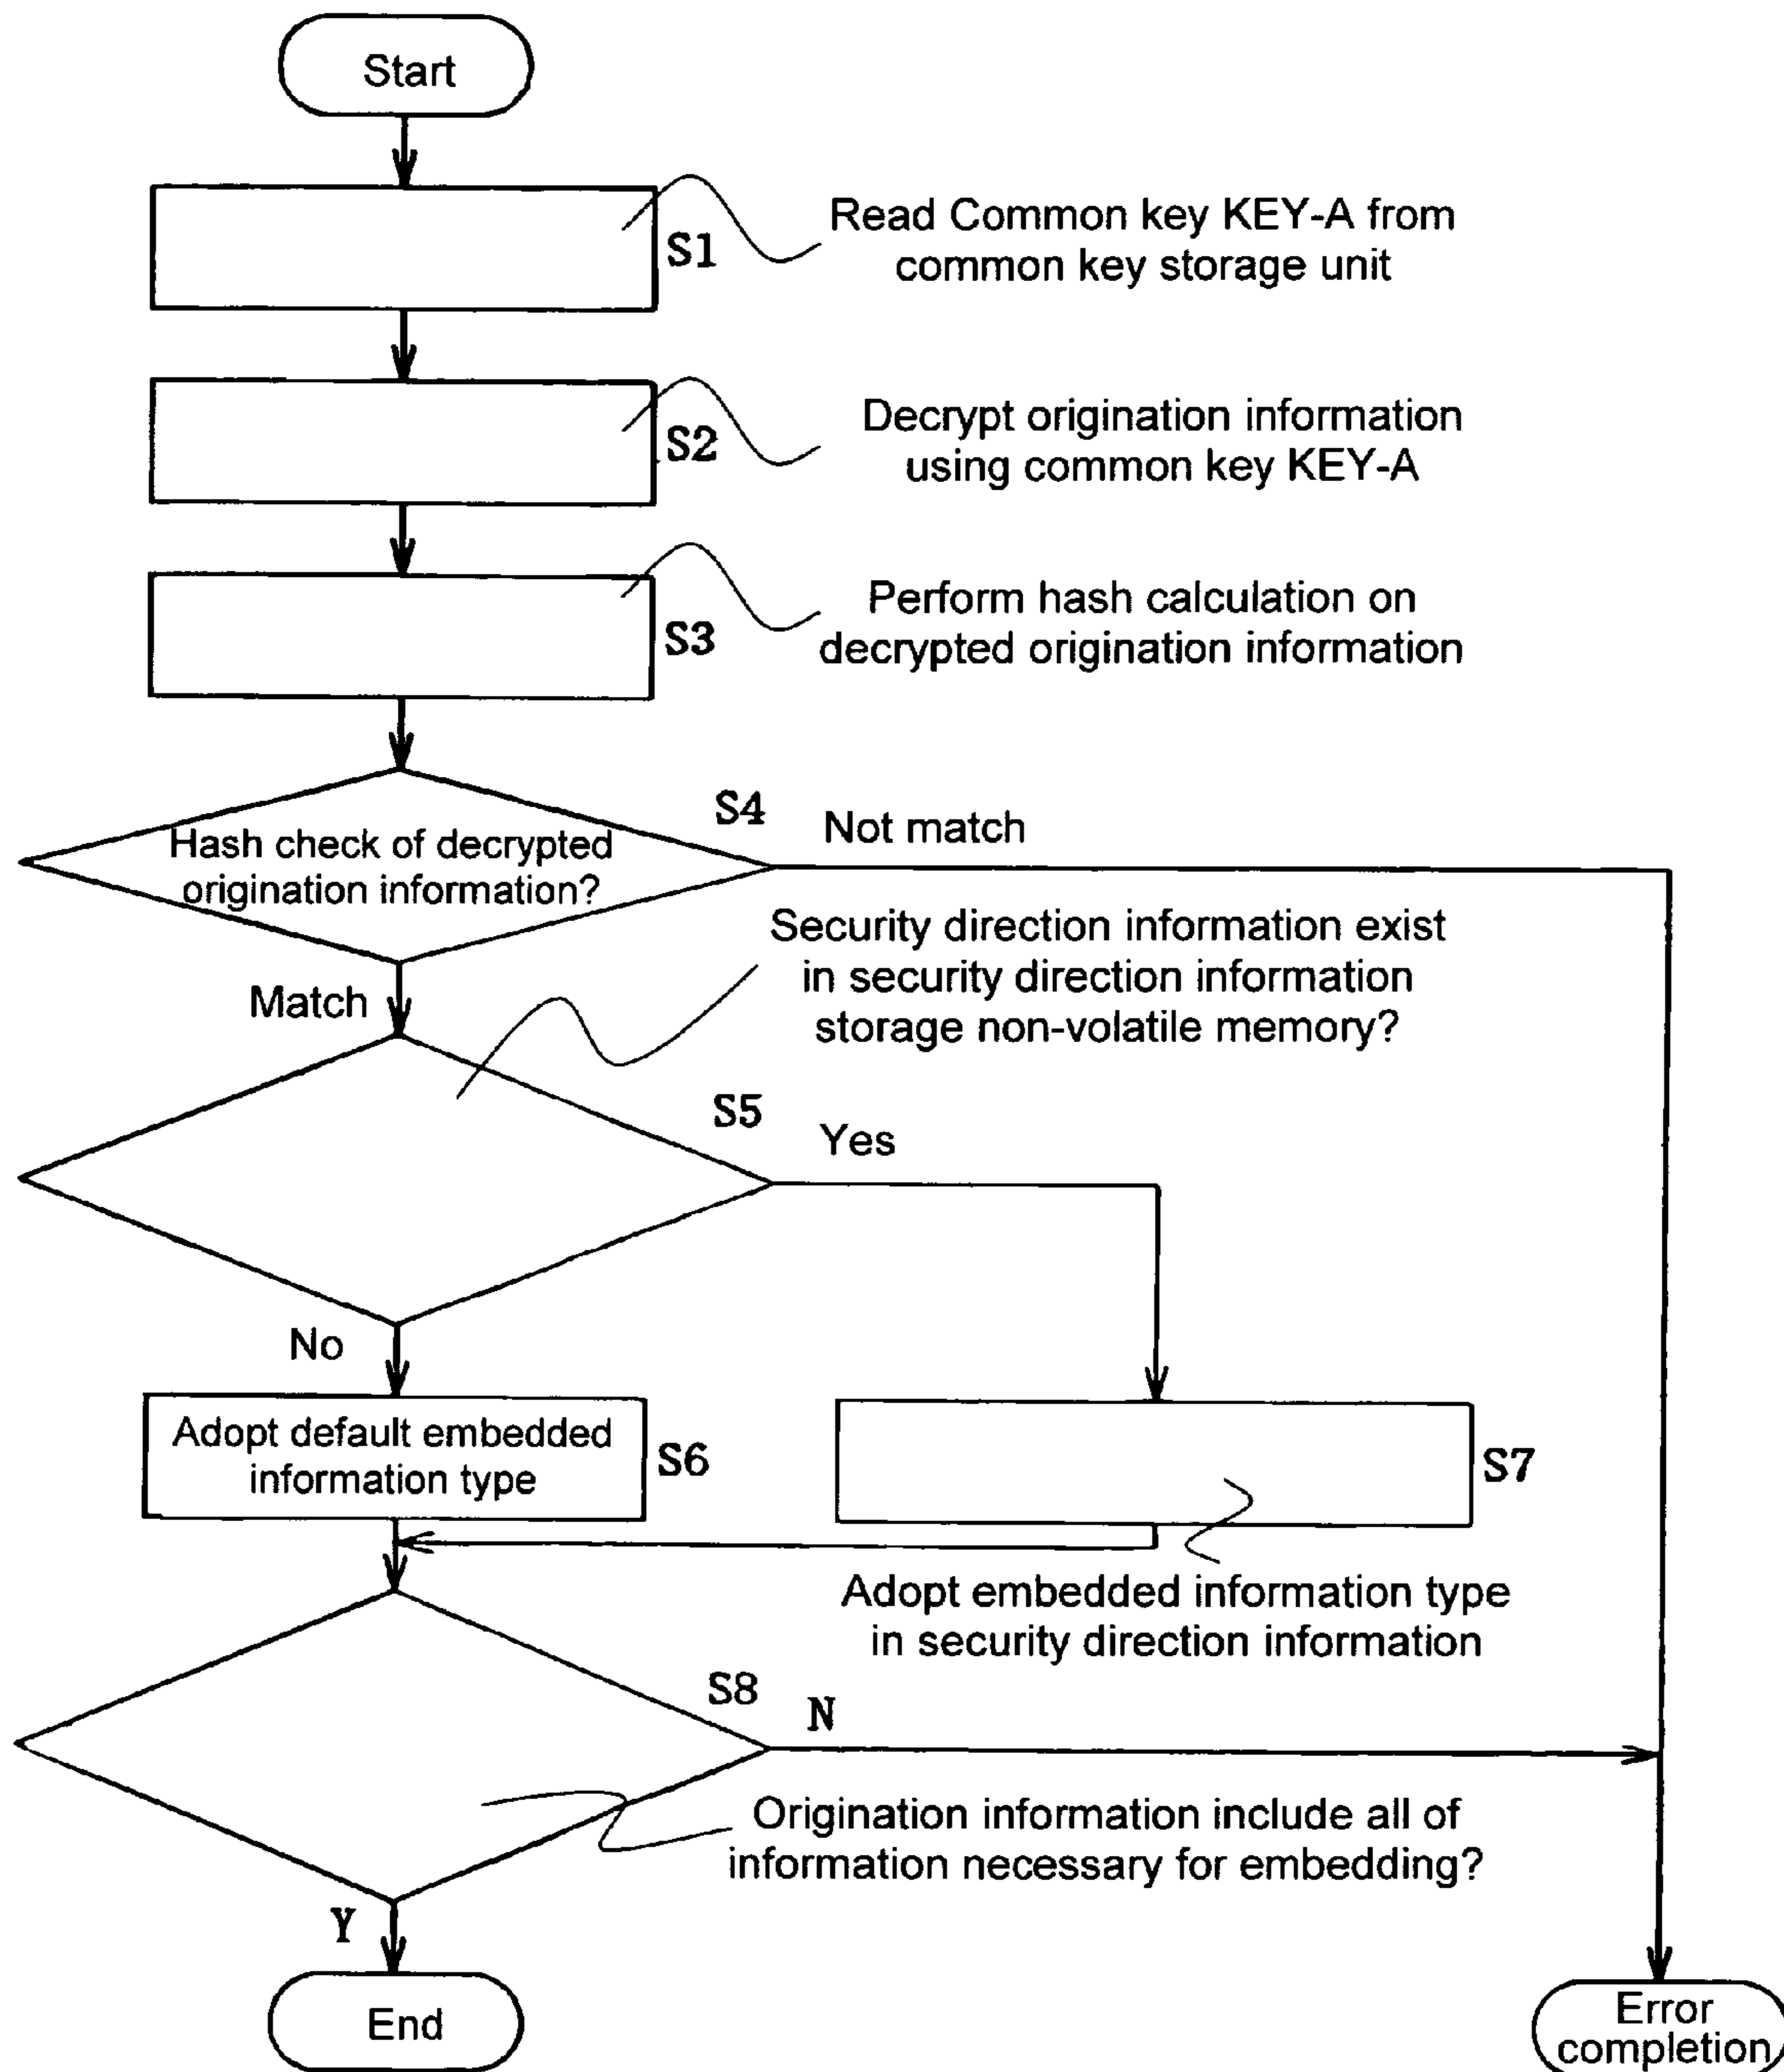 Start
S1
Read Common key KEY-A from
common key storage unit
S2
Decrypt origination information
using common key KEY-A
S3
Perform hash calculation on
decrypted origination information
S4
Hash check of decrypted
origination information?
Not match
Match
Security direction information exist
in security direction information
storage non-volatile memory?
S5
Yes
No
Adopt default embedded
information type
S6
S7
Adopt embedded information type
in security direction information
S8
N
Origination information include all of
information necessary for embedding?
Y
End
Error
completion